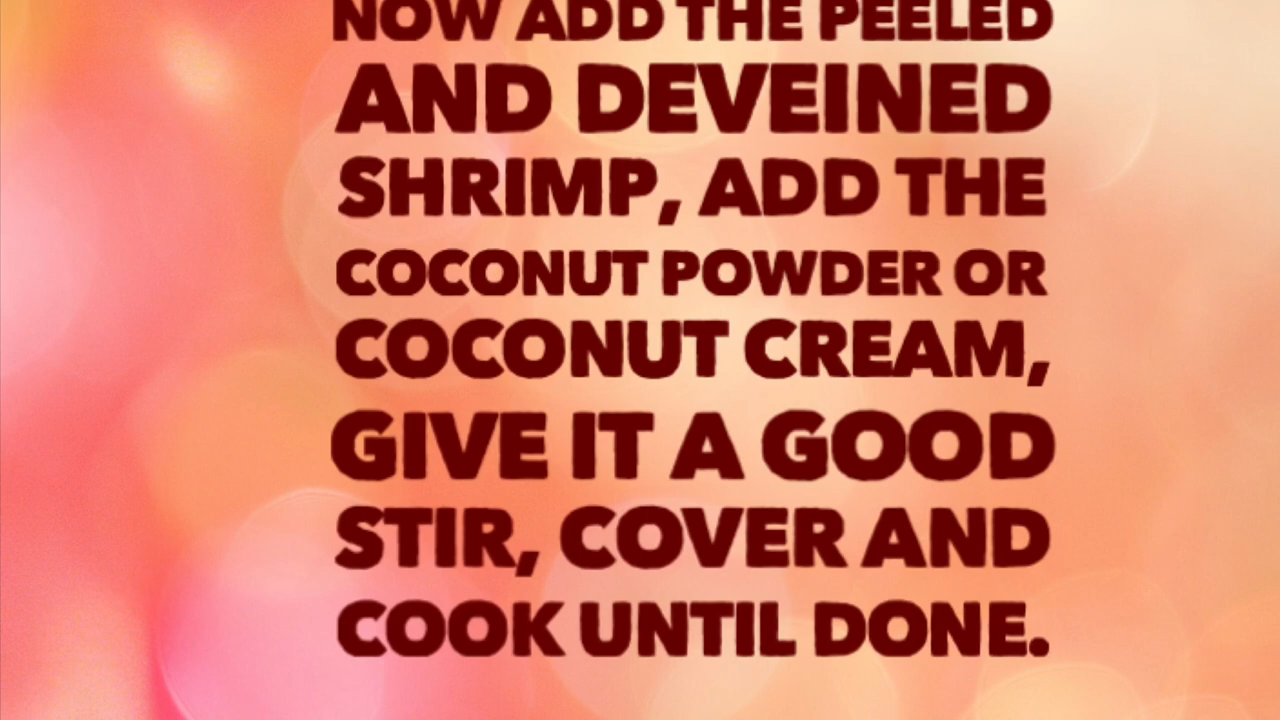 NOW ADD THE PEELED
AND DEVEINED
SHRIMP, ADD THE
COCONUT POWDER OR
COCONUT CREAM,
GIVE IT A GOOD
STIR, COVER AND
COOK UNTIL DONE.